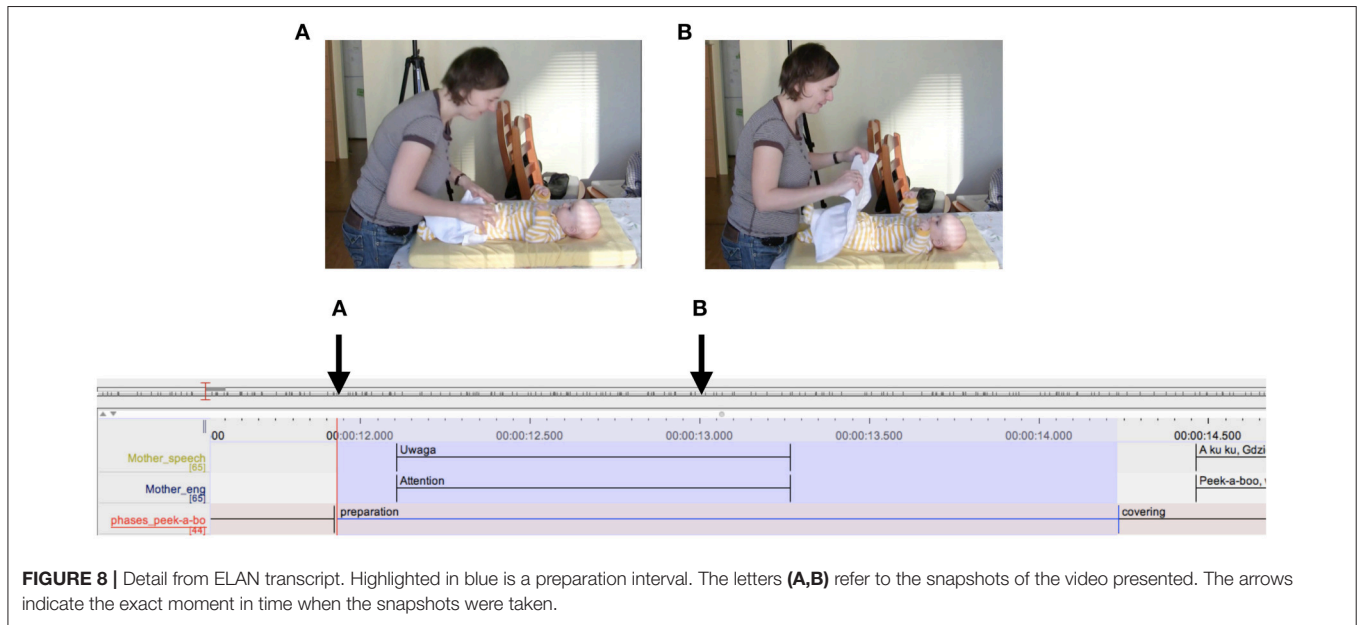 A
B
A
B
00
00:00:12.000
00:00:12.500
00:00:13.000
00:00:13.500
00:00:14.000
00:00:14.500
Mother_speech
[65]
Uwaga
A ku ku, Gdzi
Mother_eng
[65]
Attention
Peek-a-boo,
phases_peek-a-bo
[44]
preparation
covering
FIGURE 8 | Detail from ELAN transcript. Highlighted in blue is a preparation interval. The letters (A,B) refer to the snapshots of the video presented. The arrows
indicate the exact moment in time when the snapshots were taken.